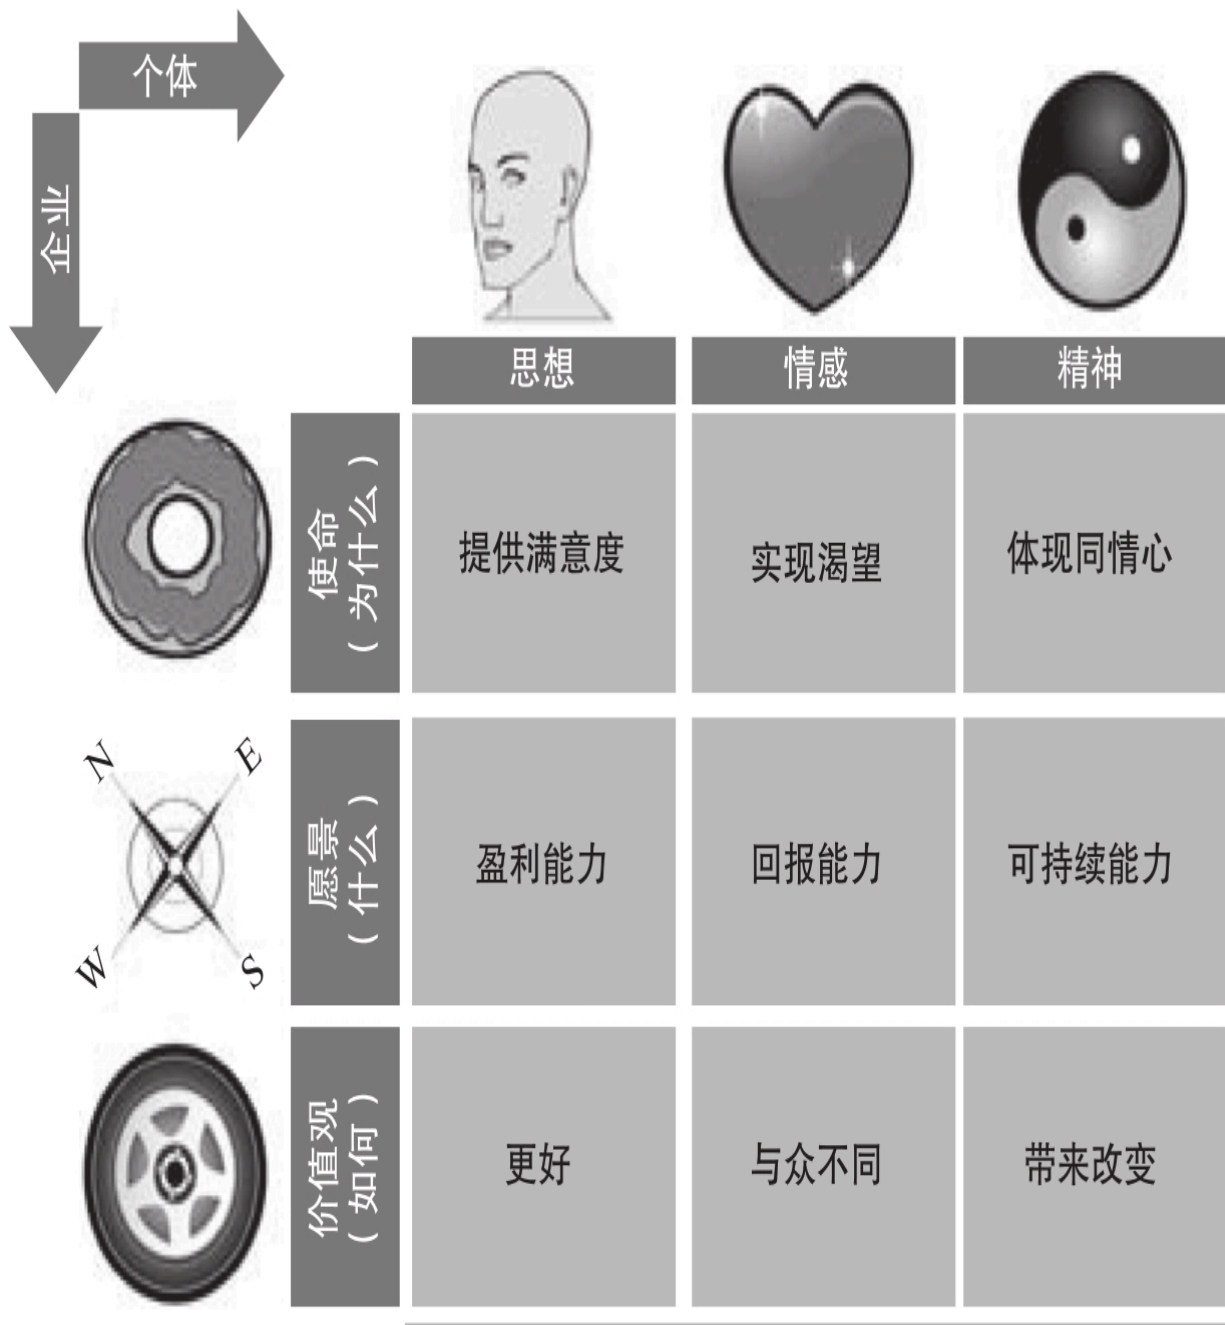 个体
企业
思想
情感
精神
使命
（为什么）
提供满意度
实现渴望
体现同情心
N
E
W
S
愿景
（什么）
盈利能力
回报能力
可持续能力
价值观
（如何）
更好
与众不同
带来改变